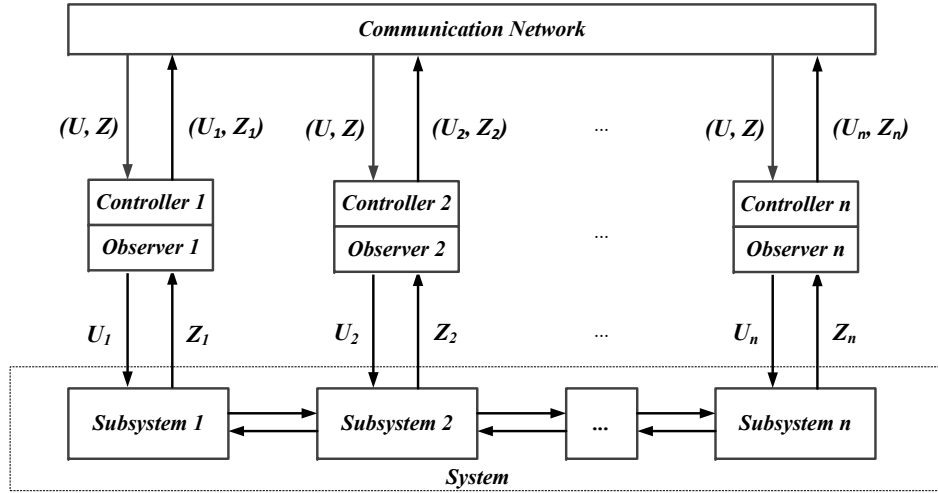 Communication Network
(U, Z) (U1, Z1) (U, Z) (U2, Z2) ... (U, Z) (Un, Zn)
Controller 1 Controller 2 ... Controller n
Observer 1 Observer 2 ... Observer n
U1 Z1 U2 Z2 ... Un Zn
Subsystem 1 Subsystem 2 ... Subsystem n
System